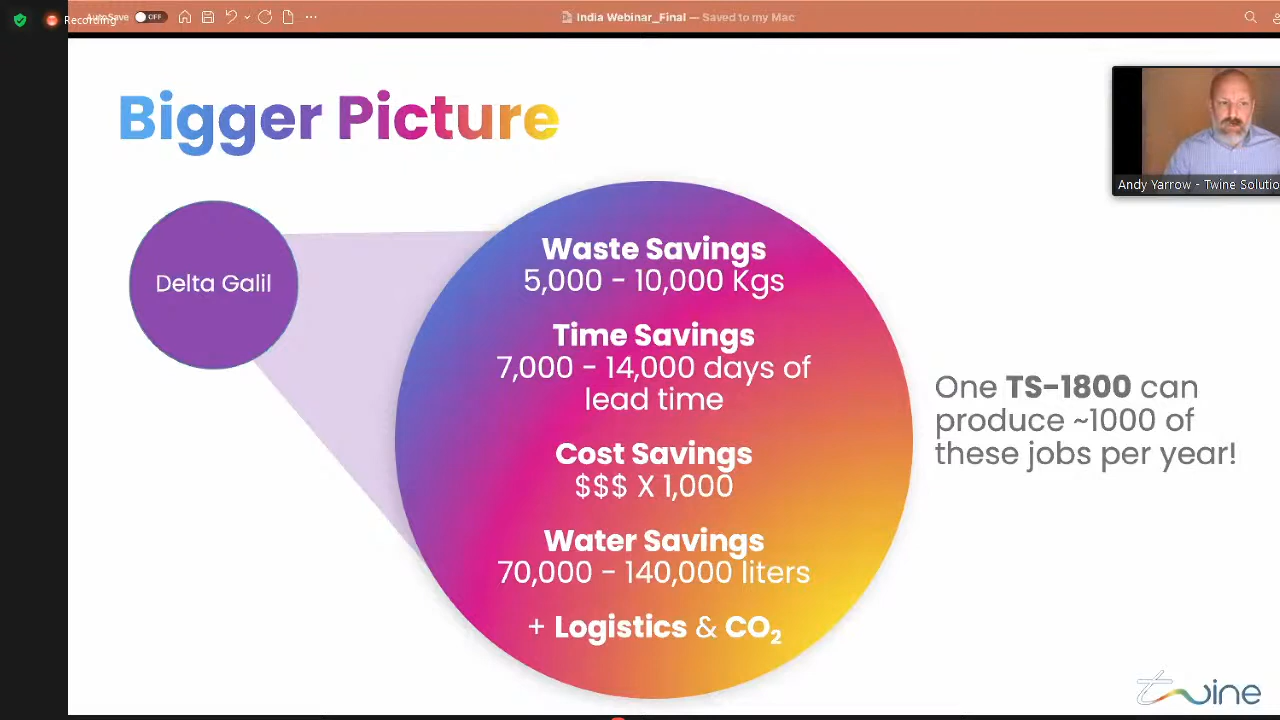 Recording
AutoSave OFF
India Webinar_Final — Saved to my Mac
Bigger Picture
Andy Yarrow - Twine Solutio
Delta Galil
Waste Savings
5,000 - 10,000 Kgs
Time Savings
7,000 - 14,000 days of
lead time
Cost Savings
$$$ X 1,000
Water Savings
70,000 - 140,000 liters
+ Logistics & CO₂
One TS-1800 can
produce ~1000 of
these jobs per year!
twine